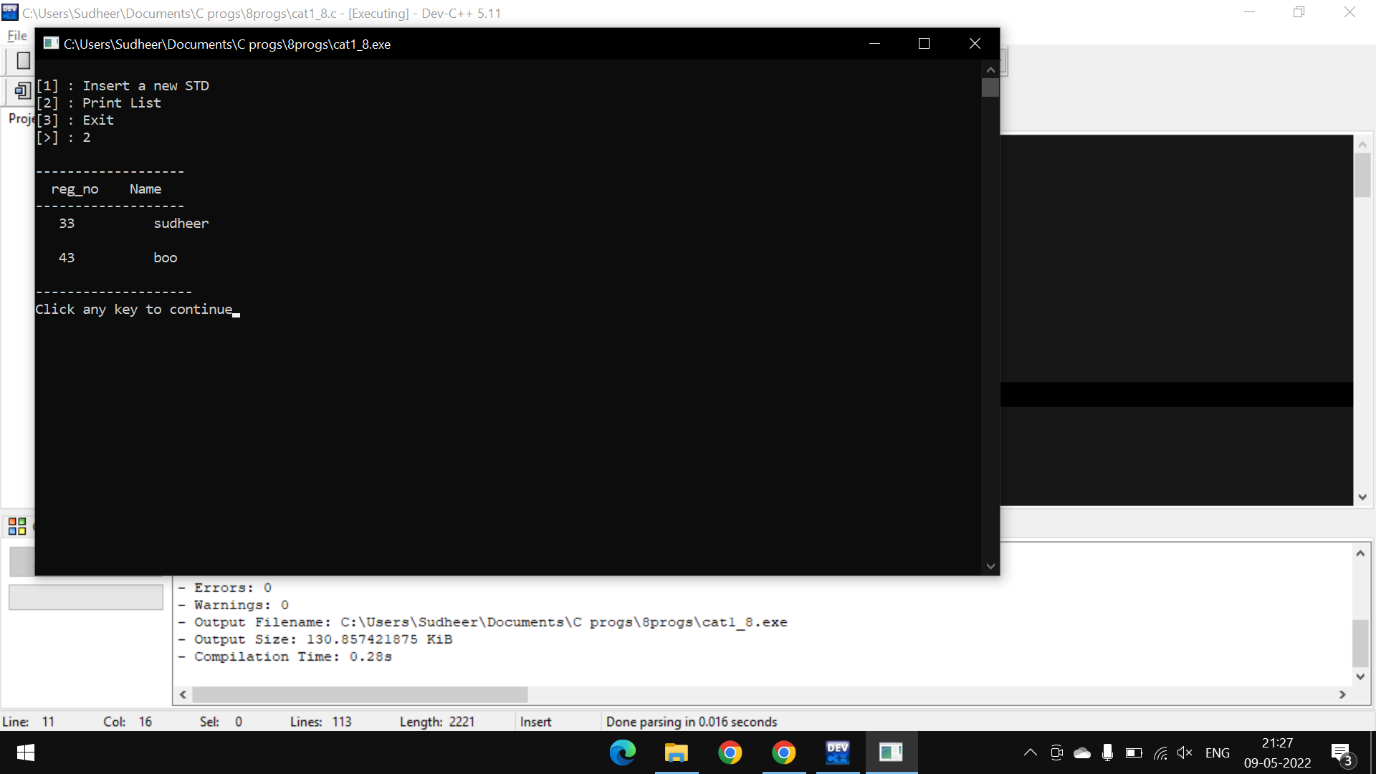 C:\Users\Sudheer\Documents\C progs\8progs\cat1_8.c - [Executing] - Dev-C++ 5.11
File
C:\Users\Sudheer\Documents\C progs\8progs\cat1_8.exe
[1] : Insert a new STD
[2] : Print List
[3] : Exit
[>] : 2
-------------------
reg_no Name
-------------------
33 sudheer
43 boo
--------------------
Click any key to continue
- Errors: 0
- Warnings: 0
- Output Filename: C:\Users\Sudheer\Documents\C progs\8progs\cat1_8.exe
- Output Size: 130.857421875 KiB
- Compilation Time: 0.28s
Line: 11 Col: 16 Sel: 0 Lines: 113 Length: 2221 Insert Done parsing in 0.016 seconds
DEV C++
ENG
21:27
09-05-2022
3